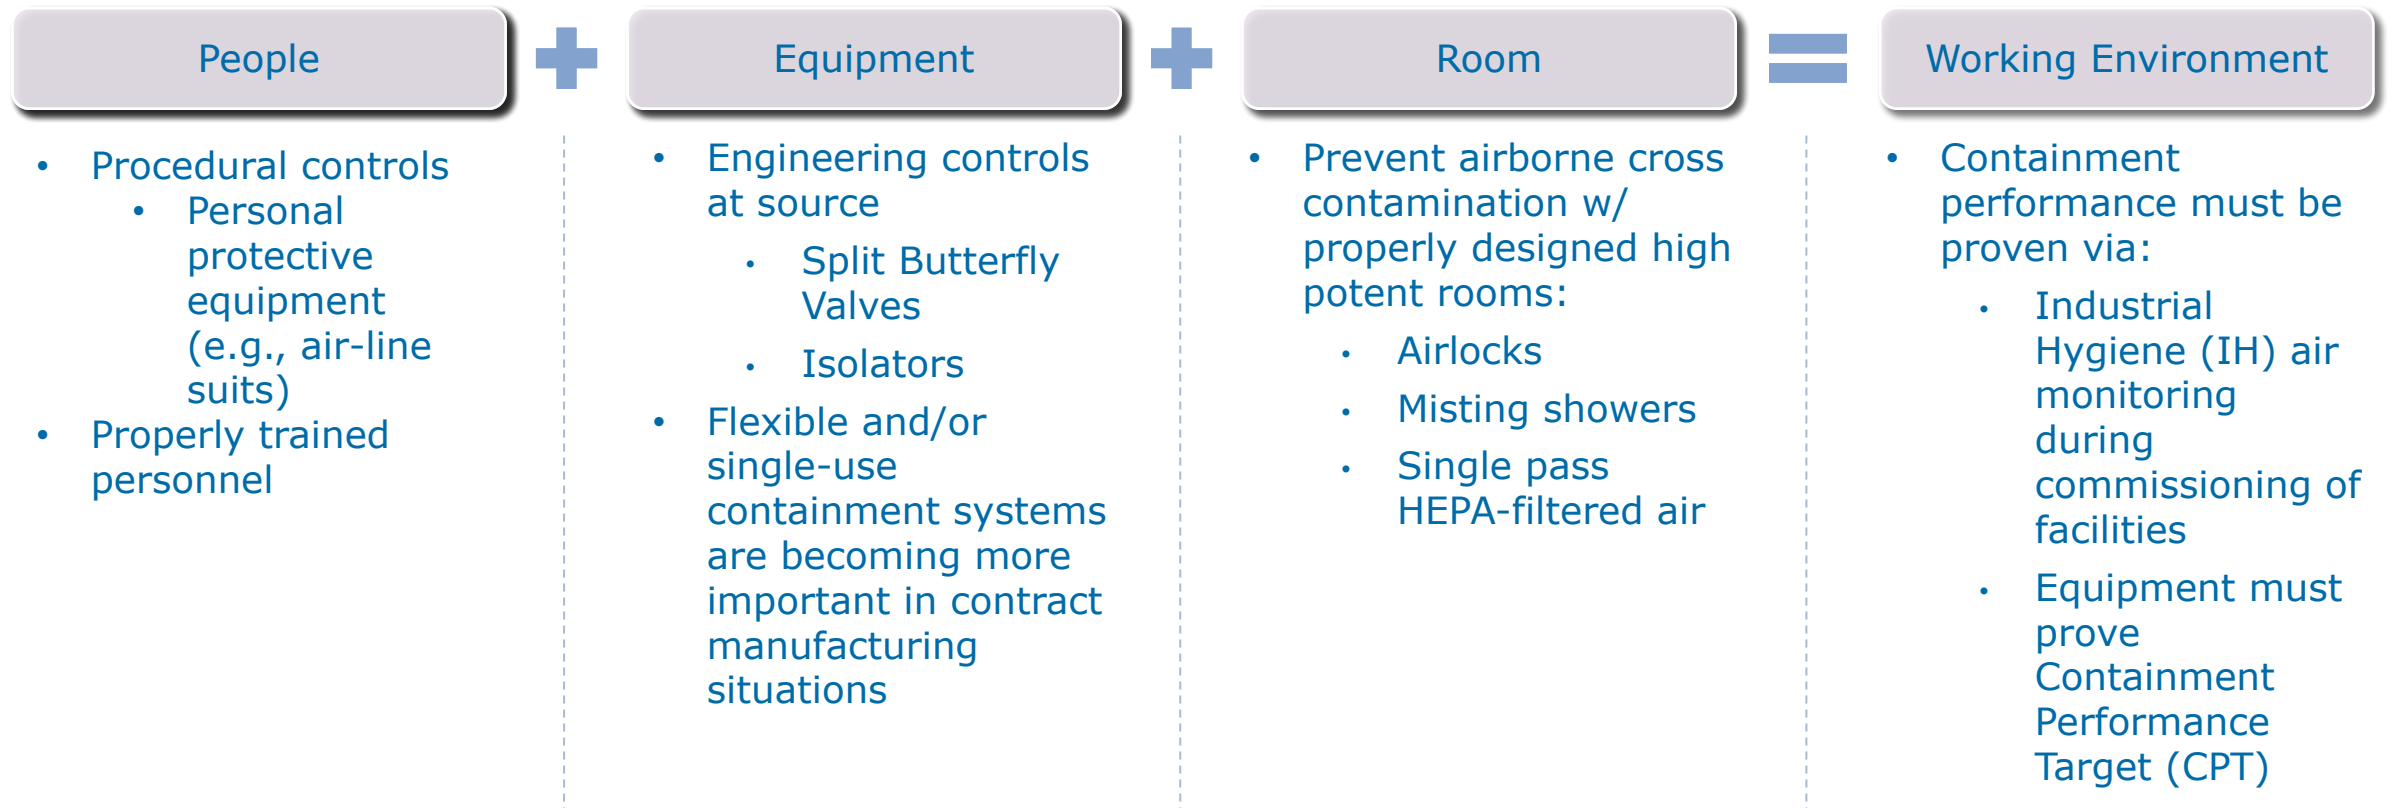 People
Equipment
Room
Working Environment
• Procedural controls
• Personal
protective
equipment
(e.g., air-line
suits)
• Properly trained
personnel
• Engineering controls
at source
• Split Butterfly
Valves
• Isolators
• Flexible and/or
single-use
containment systems
are becoming more
important in contract
manufacturing
situations
• Prevent airborne cross
contamination w/
properly designed high
potent rooms:
• Airlocks
• Misting showers
• Single pass
HEPA-filtered air
• Containment
performance must be
proven via:
• Industrial
Hygiene (IH) air
monitoring
during
commissioning of
facilities
• Equipment must
prove
Containment
Performance
Target (CPT)